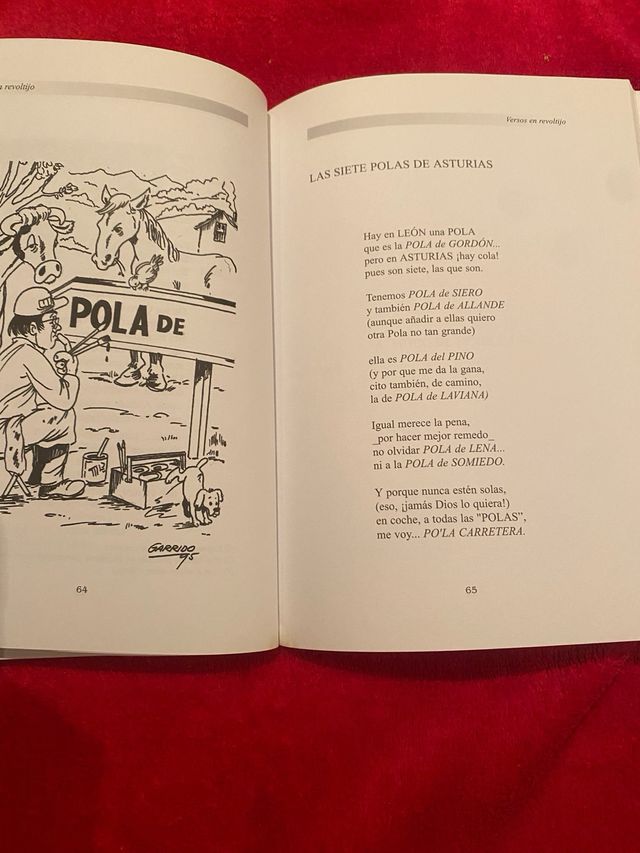 en revoltijo
POLA DE
GARRIDO
95
64
Versos en revoltijo
LAS SIETE POLAS DE ASTURIAS
Hay en LEÓN una POLA
que es la POLA de GORDÓN...
pero en ASTURIAS ¡hay cola!
pues son siete, las que son.
Tenemos POLA de SIERO
y también POLA de ALLANDE
(aunque añadir a ellas quiero
otra Pola no tan grande)
ella es POLA del PINO
(y por que me da la gana,
cito también, de camino,
la de POLA de LAVIANA)
Igual merece la pena,
_por hacer mejor remedo_
no olvidar POLA de LENA...
ni a la POLA de SOMIEDO.
Y porque nunca estén solas,
(eso, ¡¡jamás Dios lo quiera!)
en coche, a todas las "POLAS”,
me voy... PO'LA CARRETERA.
65